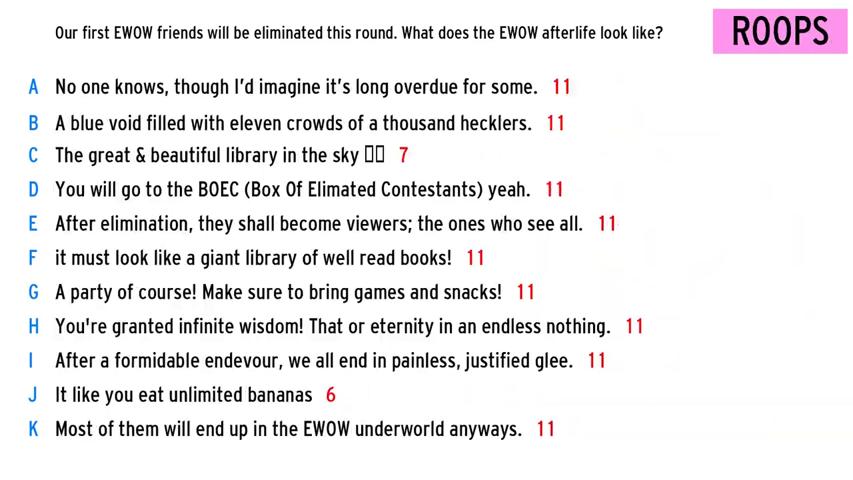 Our first EWOW friends will be eliminated this round. What does the EWOW afterlife look like?
ROOPS
A No one knows, though I'd imagine it's long overdue for some. 11
B A blue void filled with eleven crowds of a thousand hecklers. 11
C The great & beautiful library in the sky 7
D You will go to the BOEC (Box Of Elimated Contestants) yeah. 11
E After elimination, they shall become viewers; the ones who see all. 11
F it must look like a giant library of well read books! 11
G A party of course! Make sure to bring games and snacks! 11
H You're granted infinite wisdom! That or eternity in an endless nothing. 11
I After a formidable endevour, we all end in painless, justified glee. 11
J It like you eat unlimited bananas 6
K Most of them will end up in the EWOW underworld anyways. 11